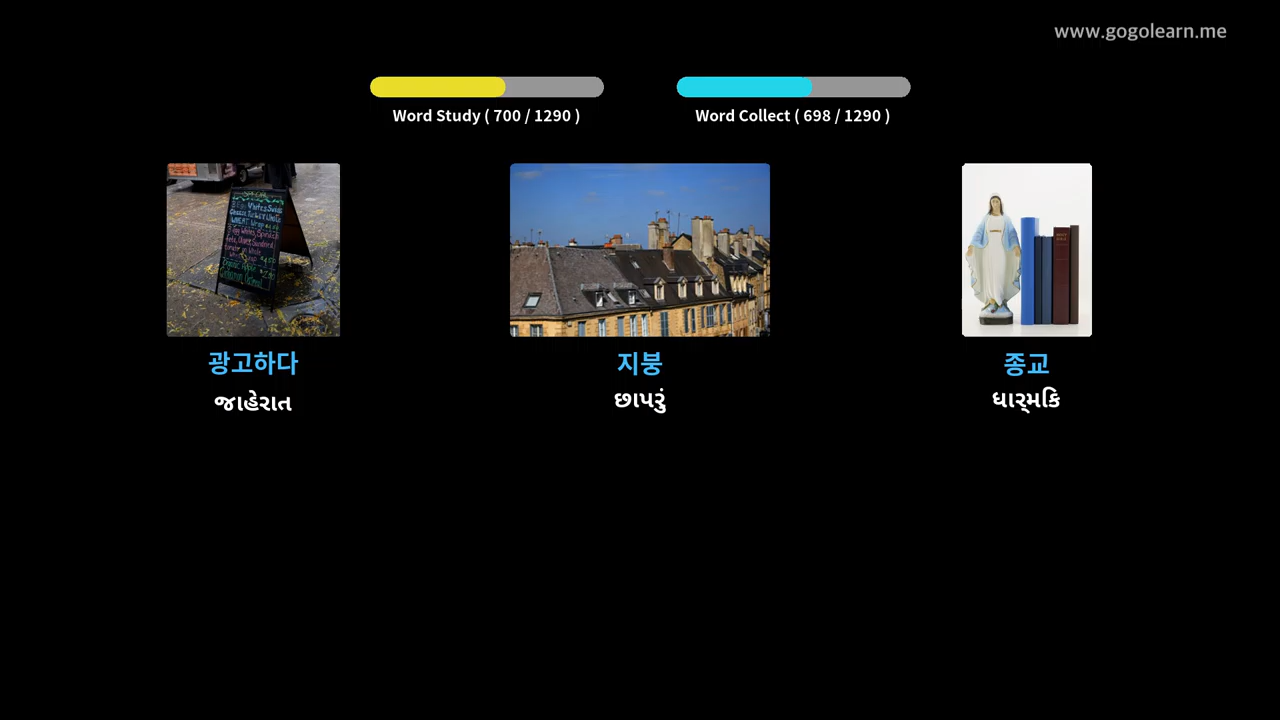 www.gogolearn.me
Word Study ( 700 / 1290 )
Word Collect ( 698 / 1290 )
광고하다
지붕
종교
જાહેરાત
છાપરું
ધાર્મિક